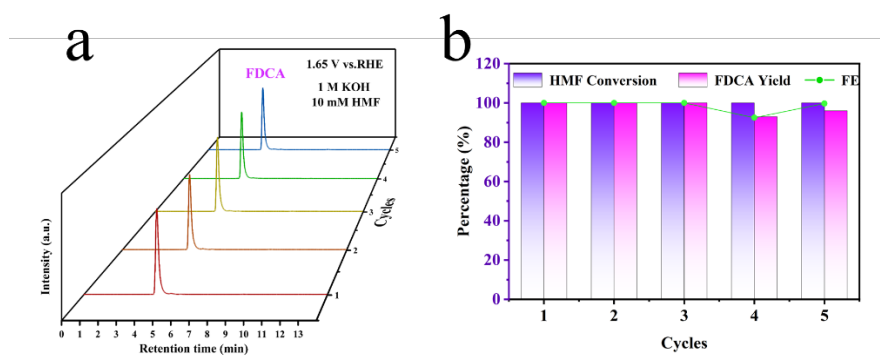 a
FDCA
1.65 V vs.RHE
1 M KOH
10 mM HMF
Intensity (a.u.)
5
4
3
2
1
Cycles
0 1 2 3 4 5 6 7 8 9 10 11 12 13
Retention time (min)
b
HMF Conversion FDCA Yield FE
120
100
80
60
40
20
0
Percentage (%)
1 2 3 4 5
Cycles